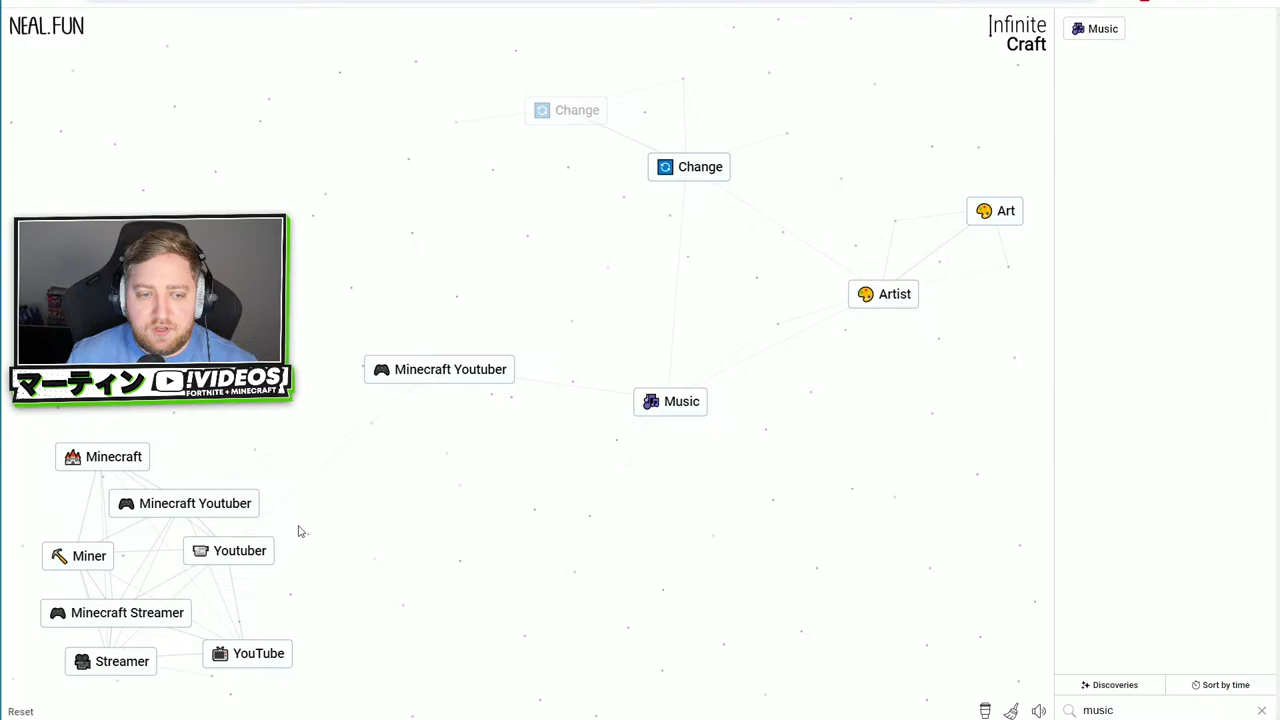 NEAL.FUN
Infinite
Craft
Music
Change
Change
Art
Artist
Minecraft Youtuber
Music
マーティン
!VIDEOS
FORTNITE + MINECRAFT
Minecraft
Minecraft Youtuber
Miner
Youtuber
Minecraft Streamer
Streamer
YouTube
Discoveries
Sort by time
Reset
music